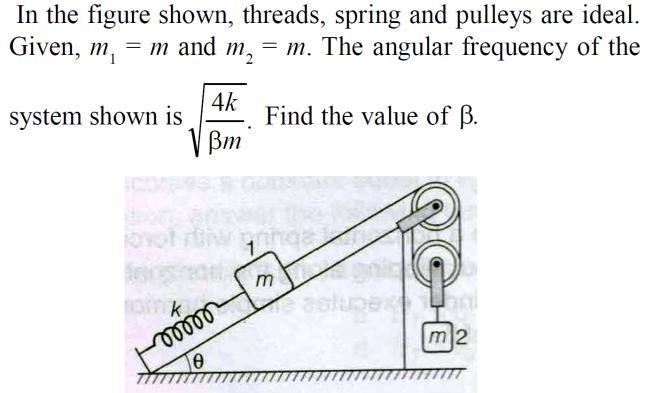 In the figure shown, threads, spring and pulleys are ideal.
Given, m₁ = m and m₂ = m. The angular frequency of the
system shown is √(4k/βm). Find the value of β.
1
m
k
θ
m 2